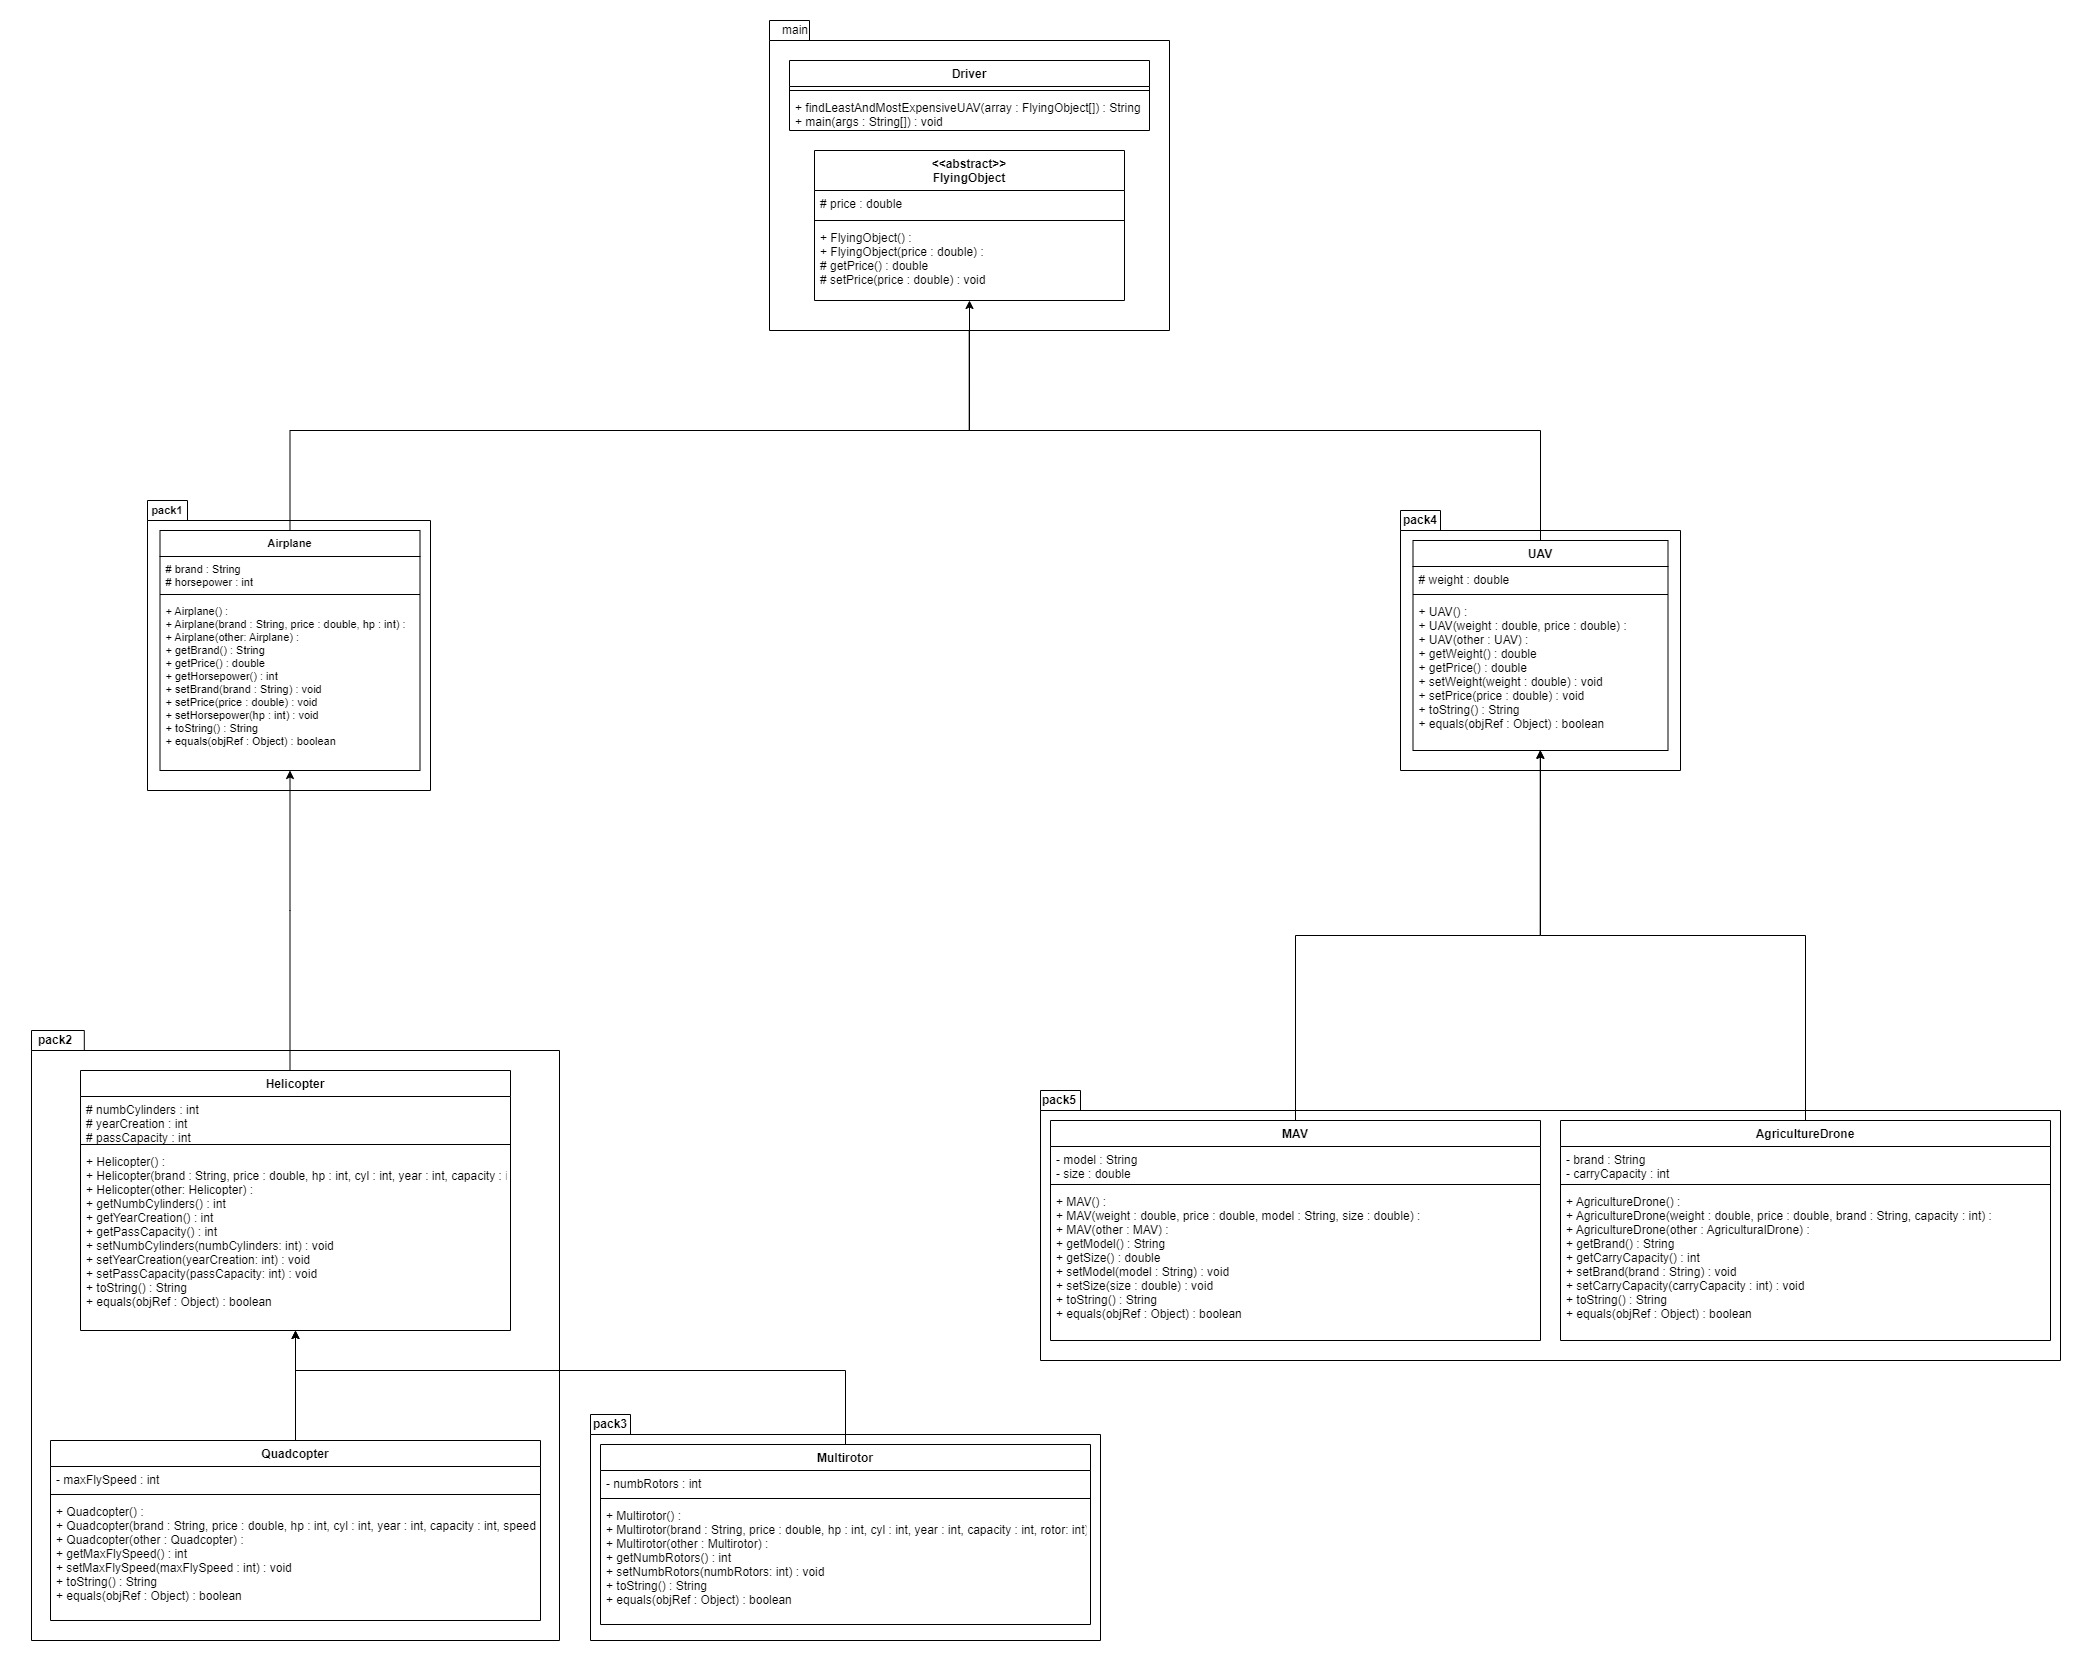 main
Driver
+ findLeastAndMostExpensiveUAV(array : FlyingObject[]) : String
+ main(args : String[]) : void
<<abstract>>
FlyingObject
# price : double
+ FlyingObject() :
+ FlyingObject(price : double) :
# getPrice() : double
# setPrice(price : double) : void
pack1
Airplane
# brand : String
# horsepower : int
+ Airplane() :
+ Airplane(brand : String, price : double, hp : int) :
+ Airplane(other: Airplane) :
+ getBrand() : String
+ getPrice() : double
+ getHorsepower() : int
+ setBrand(brand : String) : void
+ setPrice(price : double) : void
+ setHorsepower(hp : int) : void
+ toString() : String
+ equals(objRef : Object) : boolean
pack4
UAV
# weight : double
+ UAV() :
+ UAV(weight : double, price : double) :
+ UAV(other : UAV) :
+ getWeight() : double
+ getPrice() : double
+ setWeight(weight : double) : void
+ setPrice(price : double) : void
+ toString() : String
+ equals(objRef : Object) : boolean
pack2
Helicopter
# numbCylinders : int
# yearCreation : int
# passCapacity : int
+ Helicopter() :
+ Helicopter(brand : String, price : double, hp : int, cyl : int, year : int, capacity :
+ Helicopter(other: Helicopter) :
+ getNumbCylinders() : int
+ getYearCreation() : int
+ getPassCapacity() : int
+ setNumbCylinders(numbCylinders: int) : void
+ setYearCreation(yearCreation: int) : void
+ setPassCapacity(passCapacity: int) : void
+ toString() : String
+ equals(objRef : Object) : boolean
Quadcopter
- maxFlySpeed : int
+ Quadcopter() :
+ Quadcopter(brand : String, price : double, hp : int, cyl : int, year : int, capacity : int, speed
+ Quadcopter(other : Quadcopter) :
+ getMaxFlySpeed() : int
+ setMaxFlySpeed(maxFlySpeed : int) : void
+ toString() : String
+ equals(objRef : Object) : boolean
pack3
Multirotor
- numbRotors : int
+ Multirotor() :
+ Multirotor(brand : String, price : double, hp : int, cyl : int, year : int, capacity : int, rotor: int)
+ Multirotor(other : Multirotor) :
+ getNumbRotors() : int
+ setNumbRotors(numbRotors: int) : void
+ toString() : String
+ equals(objRef : Object) : boolean
pack5
MAV
- model : String
- size : double
+ MAV() :
+ MAV(weight : double, price : double, model : String, size : double) :
+ MAV(other : MAV) :
+ getModel() : String
+ getSize() : double
+ setModel(model : String) : void
+ setSize(size : double) : void
+ toString() : String
+ equals(objRef : Object) : boolean
AgricultureDrone
- brand : String
- carryCapacity : int
+ AgricultureDrone() :
+ AgricultureDrone(weight : double, price : double, brand : String, capacity : int) :
+ AgricultureDrone(other : AgriculturalDrone) :
+ getBrand() : String
+ getCarryCapacity() : int
+ setBrand(brand : String) : void
+ setCarryCapacity(carryCapacity : int) : void
+ toString() : String
+ equals(objRef : Object) : boolean